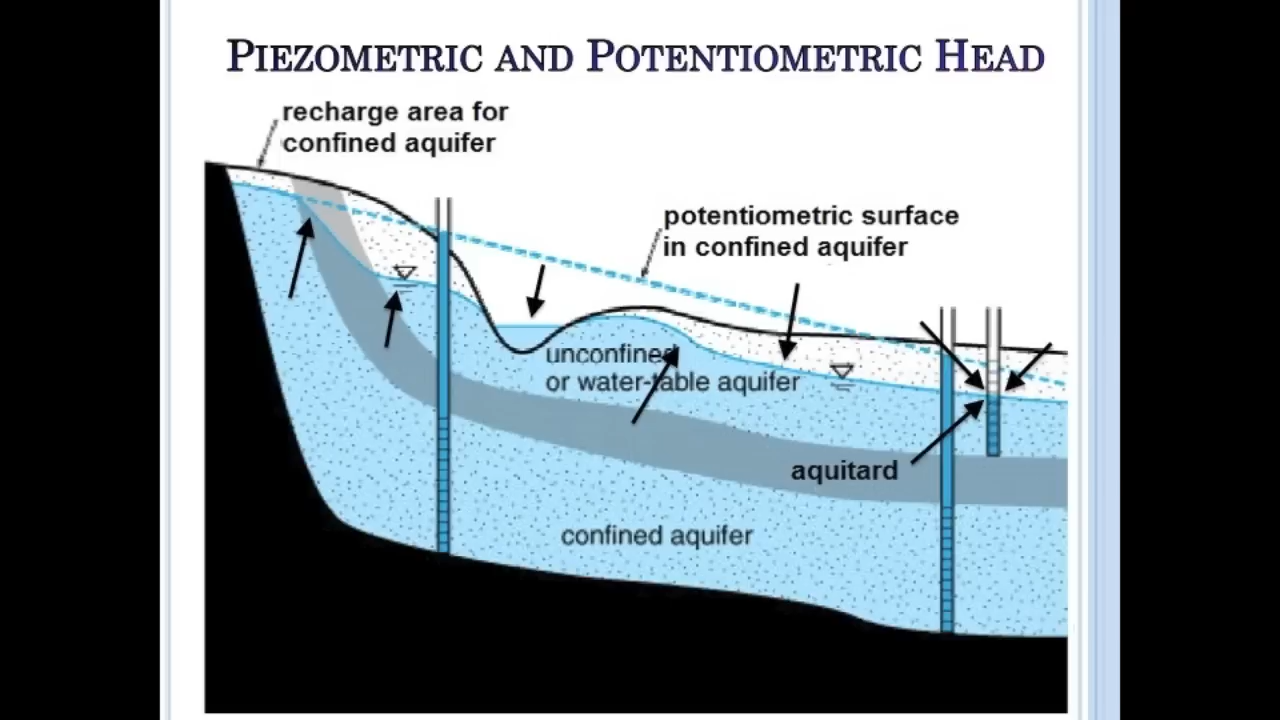 PIEZOMETRIC AND POTENTIOMETRIC HEAD
recharge area for
confined aquifer
potentiometric surface
in confined aquifer
unconfined
or water-table aquifer
aquitard
confined aquifer